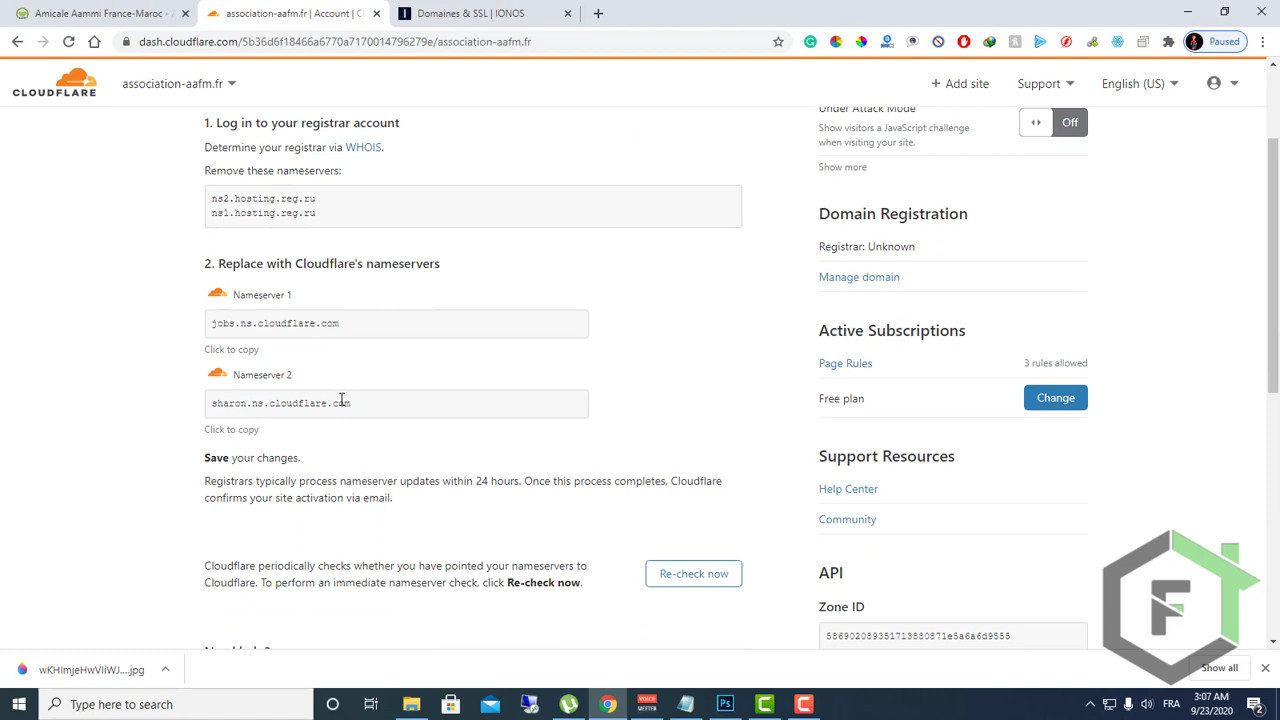 Amicale Aammi France-Maroc - A
association-aafm.fr | Account | Cl
Domaines & SSL | IONOS
dash.cloudflare.com/5b36d6f18466a6770a7170014796279e/association-aafm.fr
Paused
CLOUDFLARE
association-aafm.fr
+ Add site
Support
English (US)
1. Log in to your registrar account
Determine your registrar via WHOIS.
Remove these nameservers:
ns2.hosting.reg.ru
ns1.hosting.reg.ru
2. Replace with Cloudflare's nameservers
Nameserver 1
jobs.ns.cloudflare.com
Click to copy
Nameserver 2
sharon.ns.cloudflare.com
Click to copy
Save your changes.
Registrars typically process nameserver updates within 24 hours. Once this process completes, Cloudflare
confirms your site activation via email.
Cloudflare periodically checks whether you have pointed your nameservers to
Cloudflare. To perform an immediate nameserver check, click Re-check now.
Re-check now
Under Attack Mode
Show visitors a JavaScript challenge
when visiting your site.
Off
Show more
Domain Registration
Registrar: Unknown
Manage domain
Active Subscriptions
Page Rules
3 rules allowed
Free plan
Change
Support Resources
Help Center
Community
API
Zone ID
586902089351713880871e5a6a6d9555
F
wKHImjeHwVIiWJ....jpg
Show all
Type here to search
VOICE
MEETER
Ps
FR
3:07 AM
9/23/2020